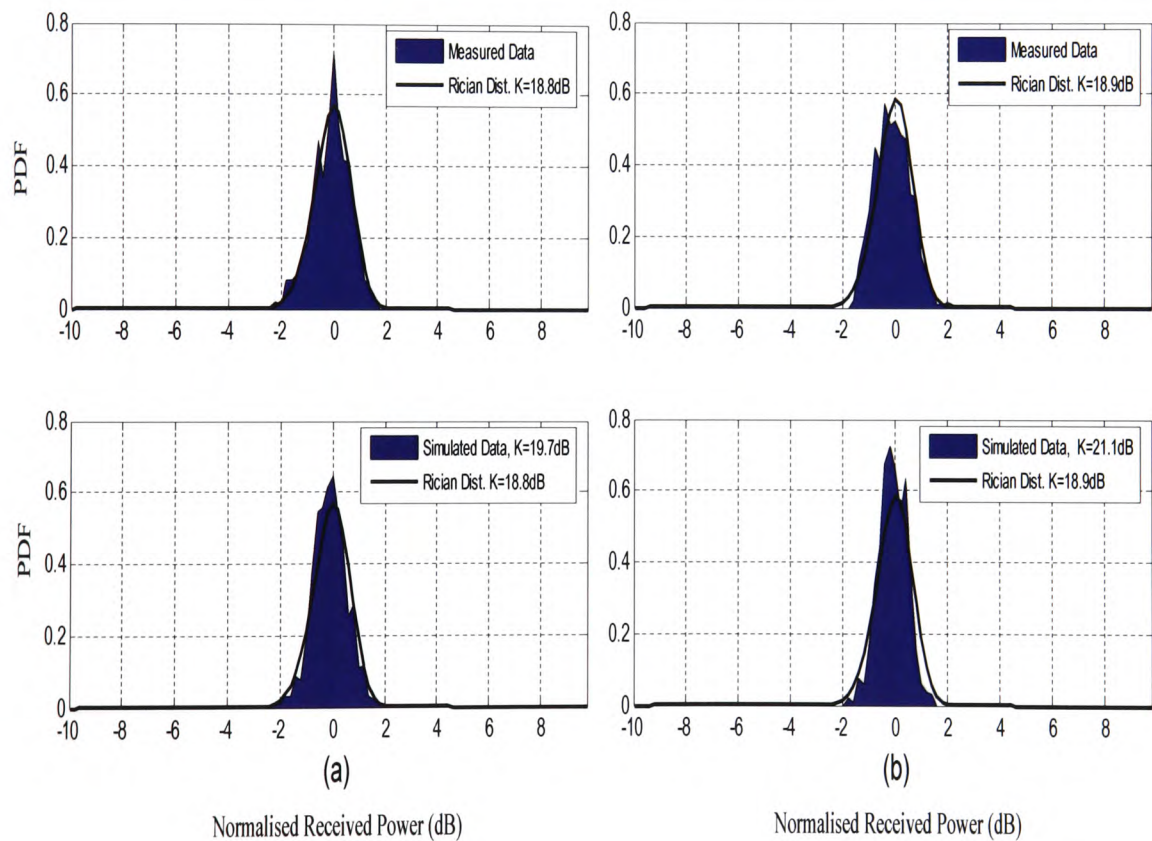 0.8
0.6
0.4
0.2
0
PDF
Measured Data
Rician Dist. K=18.8dB
-10 -8 -6 -4 -2 0 2 4 6 8
0.8
0.6
0.4
0.2
0
Measured Data
Rician Dist. K=18.9dB
-10 -8 -6 -4 -2 0 2 4 6 8
0.8
0.6
0.4
0.2
0
PDF
Simulated Data, K=19.7dB
Rician Dist. K=18.8dB
-10 -8 -6 -4 -2 0 2 4 6 8
(a)
Normalised Received Power (dB)
0.8
0.6
0.4
0.2
0
Simulated Data, K=21.1dB
Rician Dist. K=18.9dB
-10 -8 -6 -4 -2 0 2 4 6 8
(b)
Normalised Received Power (dB)